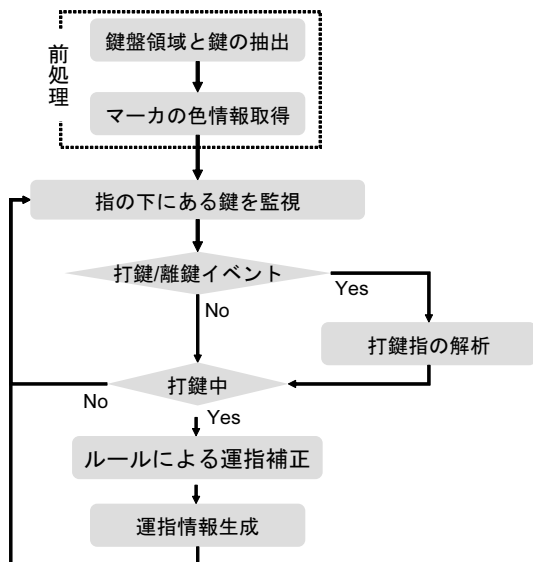 前処理
鍵盤領域と鍵の抽出
マーカの色情報取得
指の下にある鍵を監視
打鍵/離鍵イベント
Yes
No
打鍵指の解析
打鍵中
No
Yes
ルールによる運指補正
運指情報生成